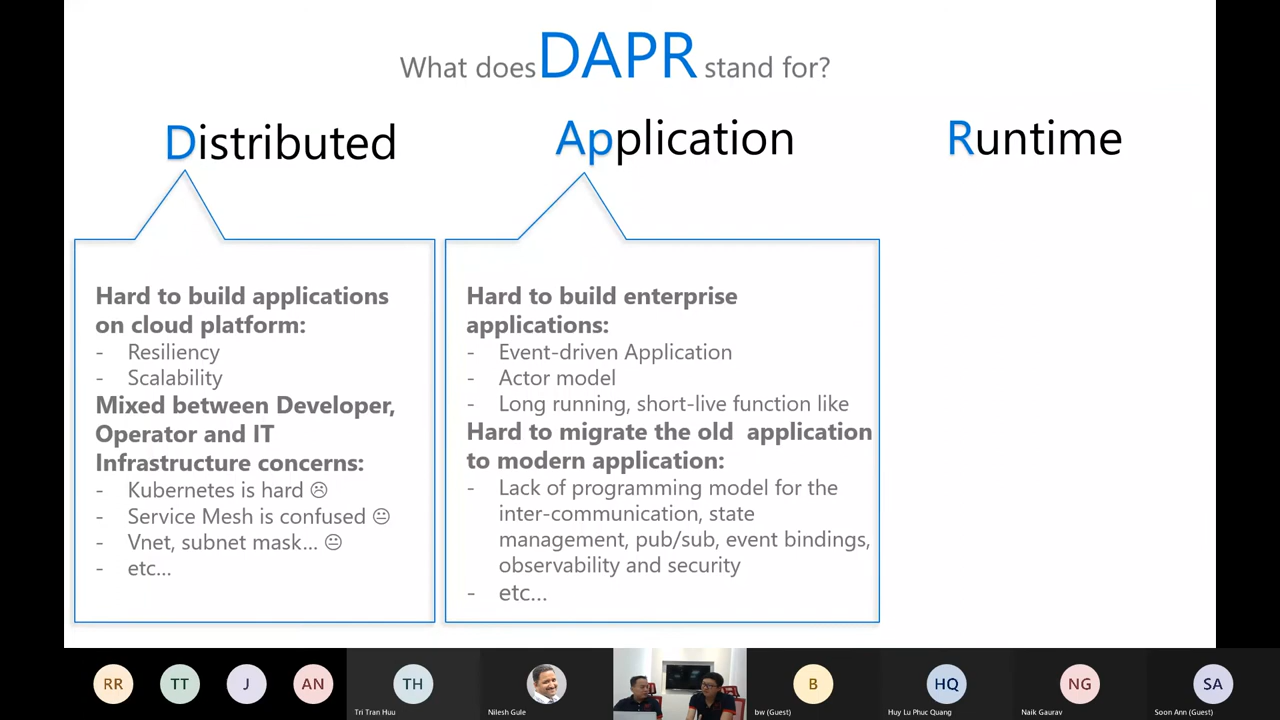 What does DAPR stand for?
Distributed
Application
Runtime
Hard to build applications
on cloud platform:
- Resiliency
- Scalability
Mixed between Developer,
Operator and IT
Infrastructure concerns:
- Kubernetes is hard ☹
- Service Mesh is confused 😐
- Vnet, subnet mask... 😐
- etc...
Hard to build enterprise
applications:
- Event-driven Application
- Actor model
- Long running, short-live function like
Hard to migrate the old application
to modern application:
- Lack of programming model for the
inter-communication, state
management, pub/sub, event bindings,
observability and security
- etc...
RR
TT
J
AN
TH
B
HQ
NG
SA
Tri Tran Huu
Nilesh Gule
bw (Guest)
Huy Lu Phuc Quang
Naik Gaurav
Soon Ann (Guest)